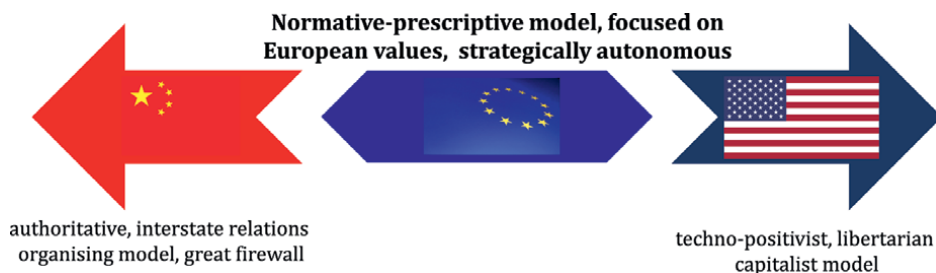 Normative-prescriptive model, focused on
European values, strategically autonomous
authoritative, interstate relations
organising model, great firewall
techno-positivist, libertarian
capitalist model